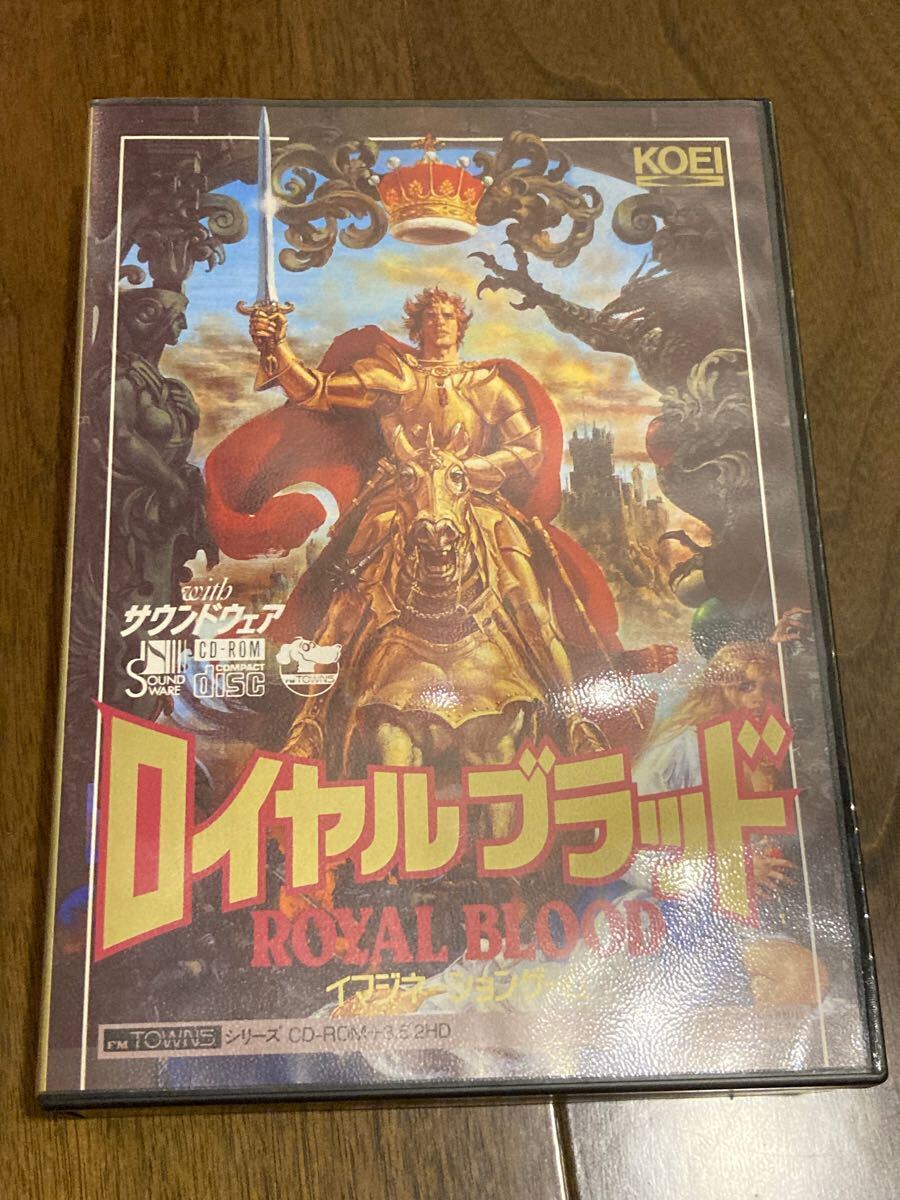 KOEI
with
サウンドウェア
SOUND WARE
CD-ROM
COMPACT
disc
FM TOWNS
ロイヤルブラッド
ROYAL BLOOD
イマジネーションゲーム
FM TOWNS シリーズ CD-ROM+3.5 2HD